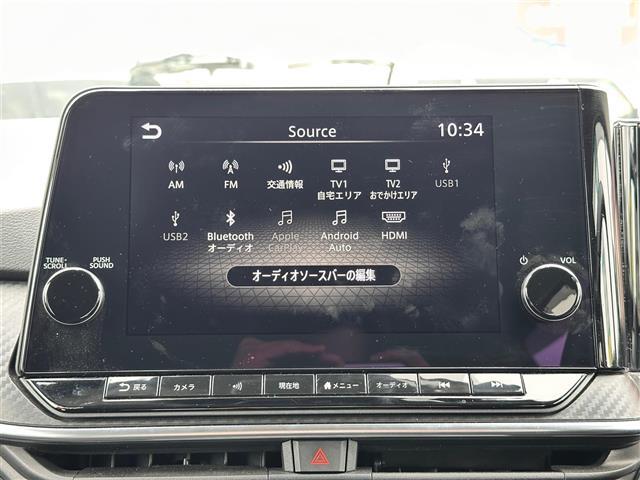 Source
10:34
AM
FM
交通情報
TV1
自宅エリア
TV2
おでかけエリア
USB1
USB2
Bluetooth
オーディオ
Apple
CarPlay
Android
Auto
HDMI
オーディオソースバーの編集
TUNE・
SCROLL
PUSH
SOUND
VOL
戻る
カメラ
現在地
メニュー
オーディオ